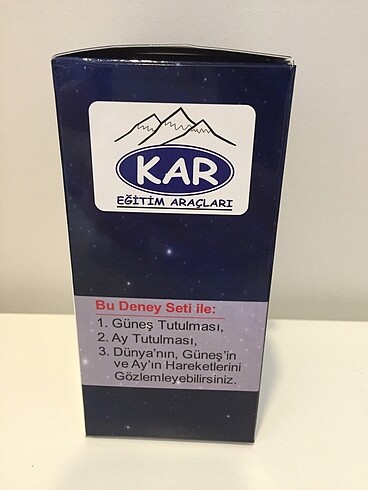 KAR
EĞİTİM ARAÇLARI
Bu Deney Seti ile:
1. Güneş Tutulması,
2. Ay Tutulması,
3. Dünya'nın, Güneş'in
ve Ay'ın Hareketlerini
Gözlemleyebilirsiniz.